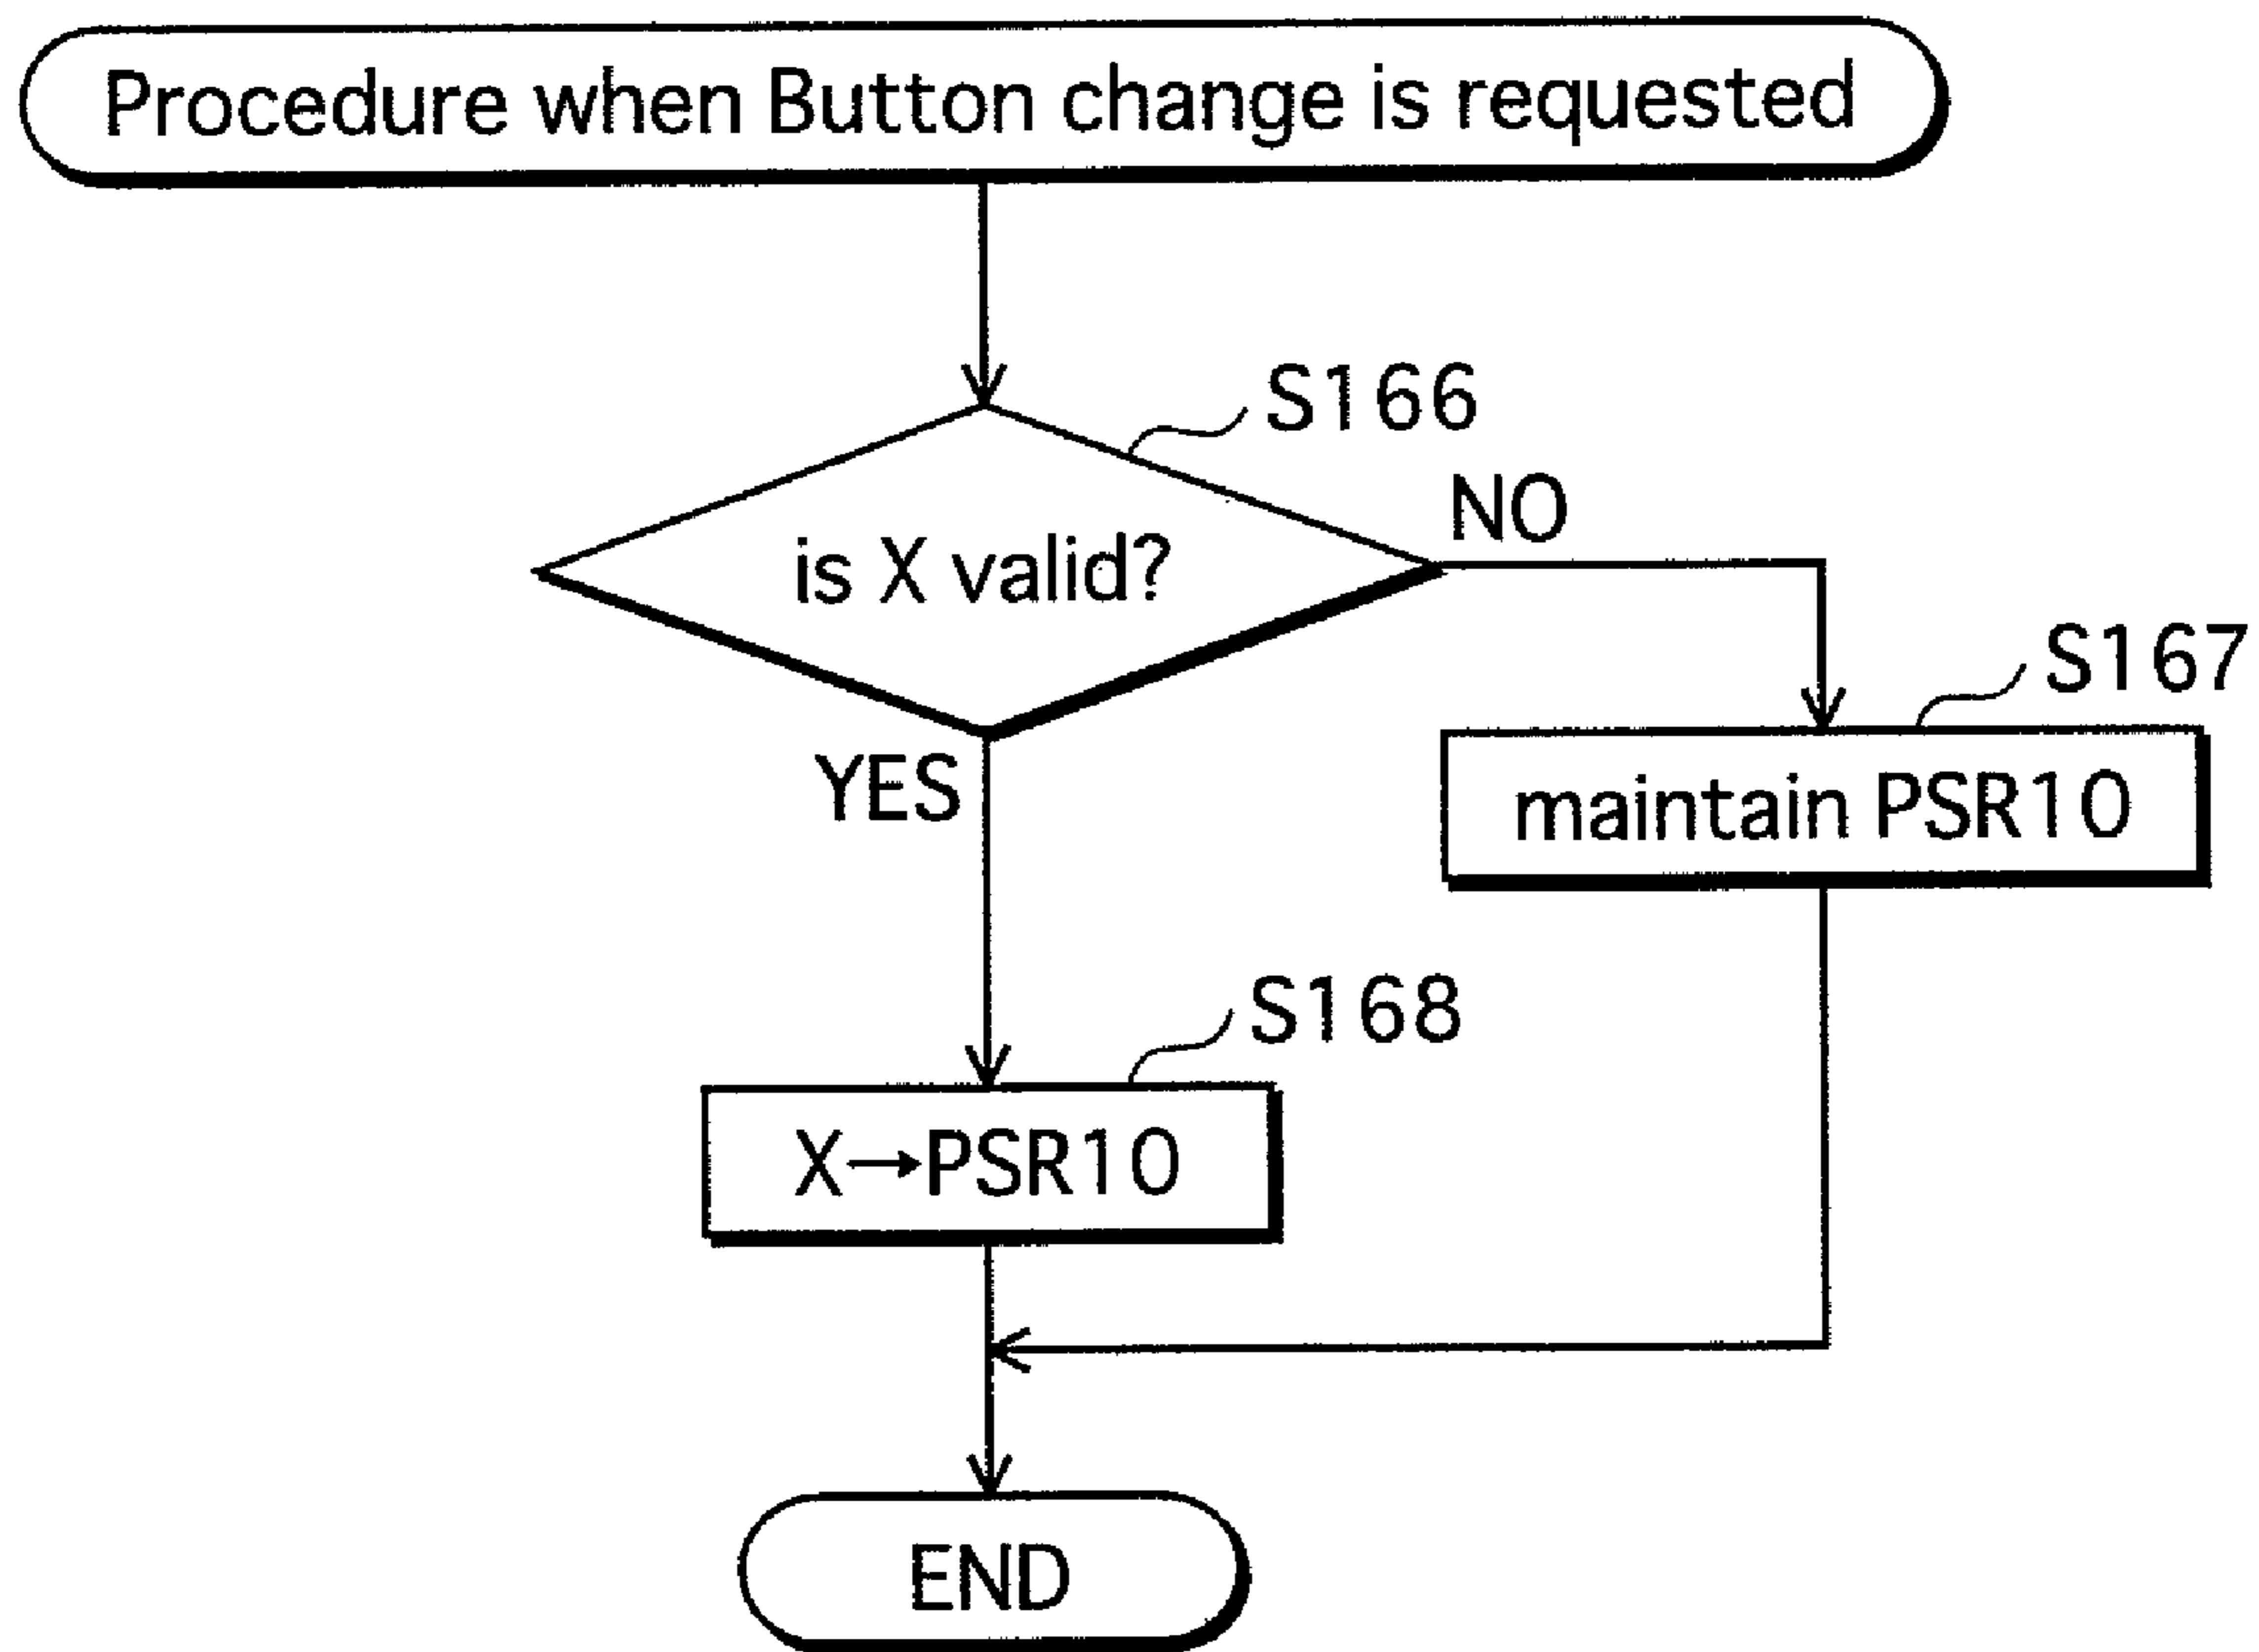 Procedure when Button change is requested
S166
is X valid?
NO
YES
S167
maintain PSR10
S168
X→PSR10
END